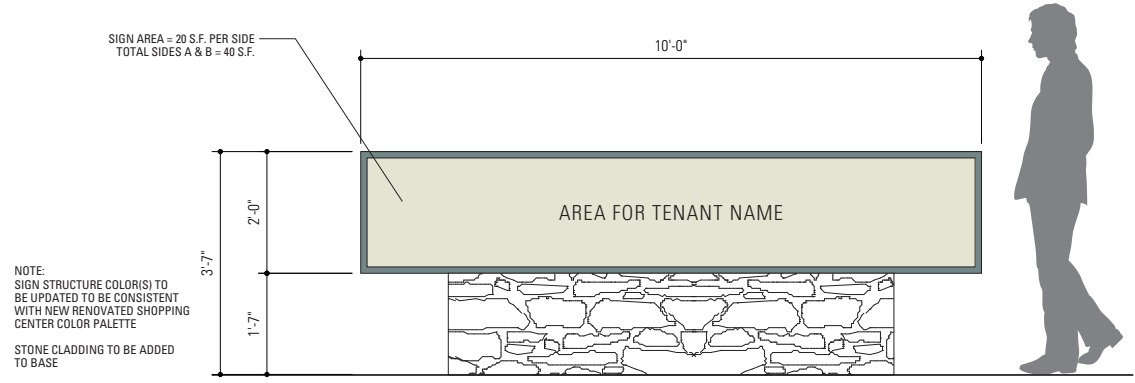 SIGN AREA = 20 S.F. PER SIDE
TOTAL SIDES A & B = 40 S.F.
10'-0"
AREA FOR TENANT NAME
2'-0"
3'-7"
1'-7"
NOTE:
SIGN STRUCTURE COLOR(S) TO
BE UPDATED TO BE CONSISTENT
WITH NEW RENOVATED SHOPPING
CENTER COLOR PALETTE
STONE CLADDING TO BE ADDED
TO BASE